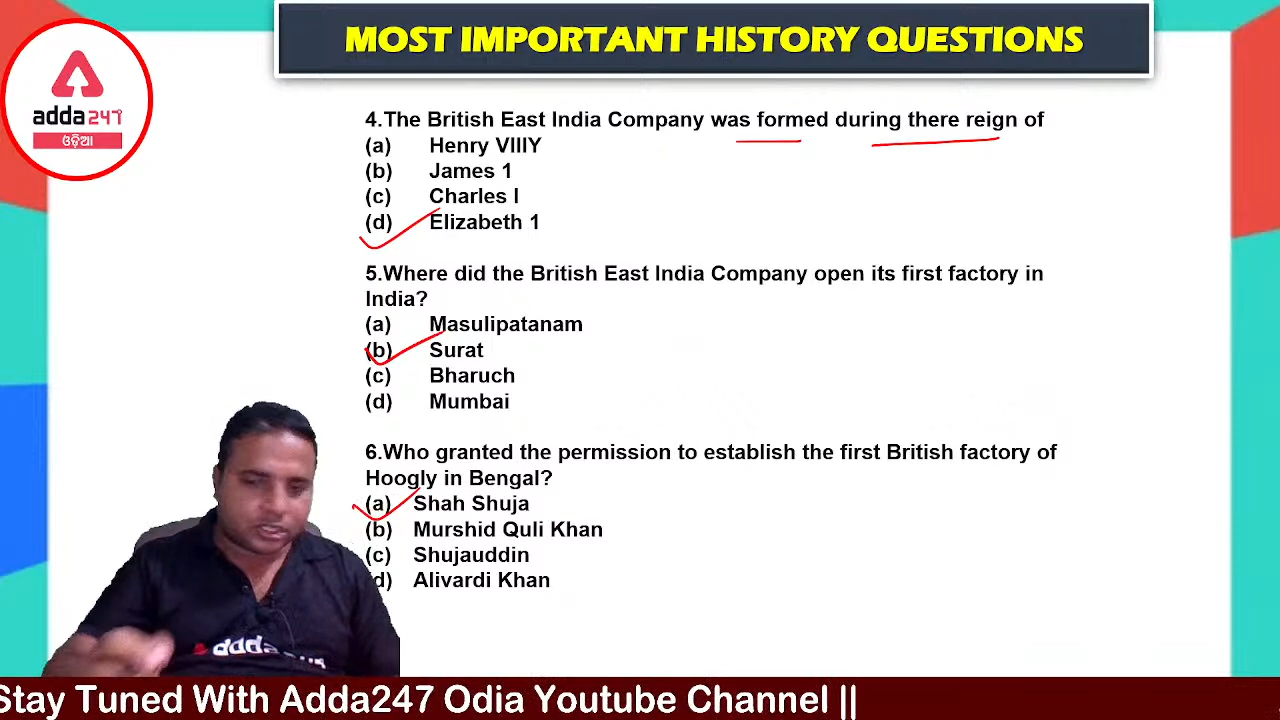 MOST IMPORTANT HISTORY QUESTIONS
adda247
ଓଡ଼ିଆ
4.The British East India Company was formed during there reign of
(a) Henry VIIIY
(b) James 1
(c) Charles I
(d) Elizabeth 1
5.Where did the British East India Company open its first factory in
India?
(a) Masulipatanam
(b) Surat
(c) Bharuch
(d) Mumbai
6.Who granted the permission to establish the first British factory of
Hoogly in Bengal?
(a) Shah Shuja
(b) Murshid Quli Khan
(c) Shujauddin
(d) Alivardi Khan
Stay Tuned With Adda247 Odia Youtube Channel ||